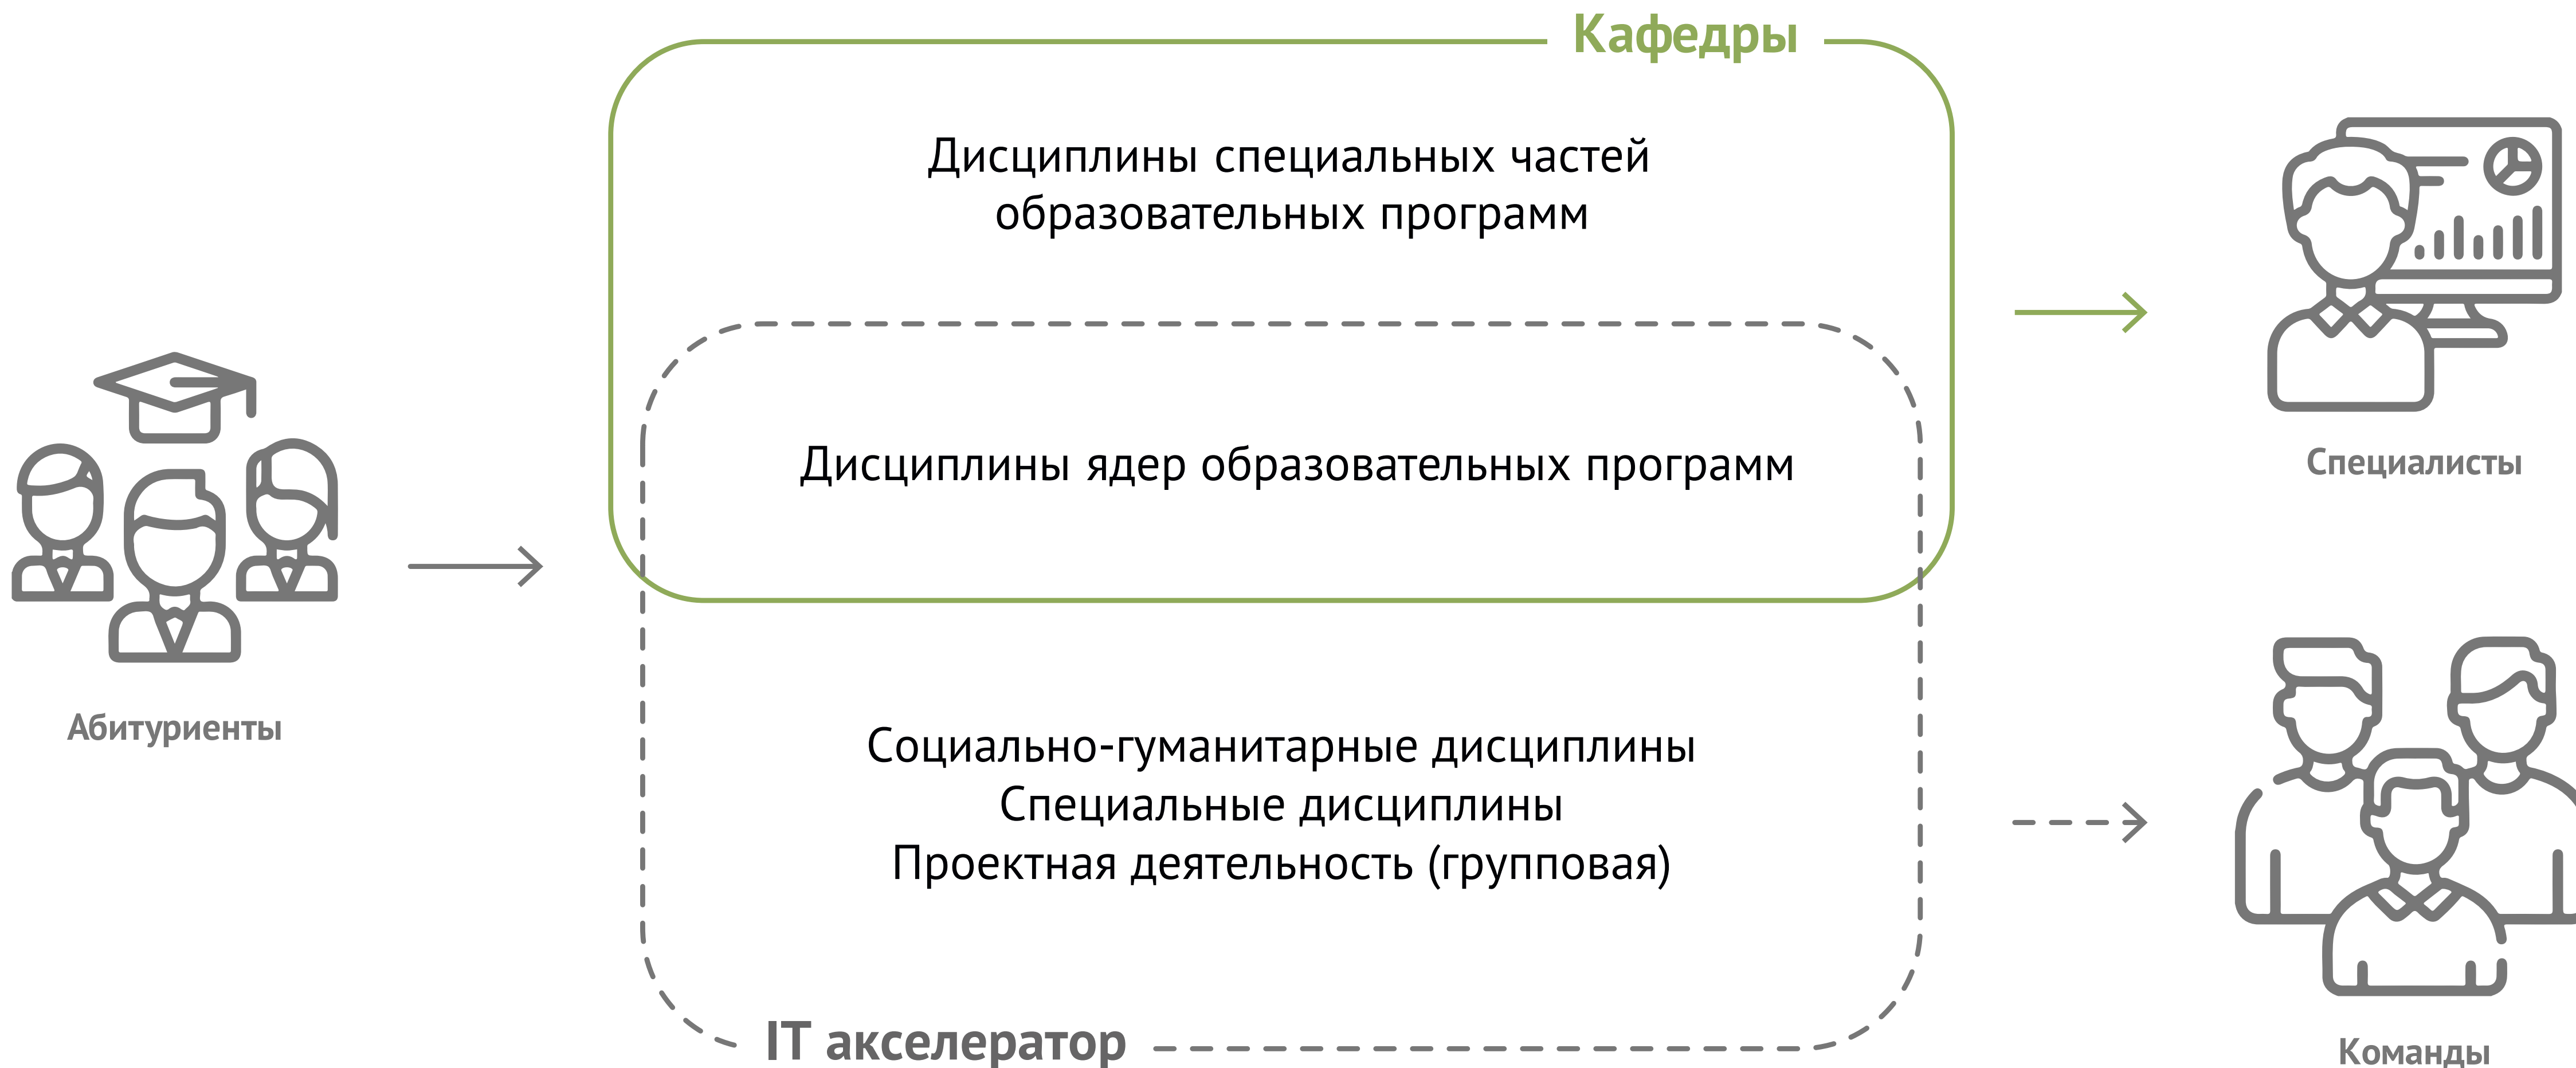 Кафедры
Дисциплины специальных частей
образовательных программ
Дисциплины ядер образовательных программ
Специалисты
Абитуриенты
Социально-гуманитарные дисциплины
Специальные дисциплины
Проектная деятельность (групповая)
IT акселератор
Команды